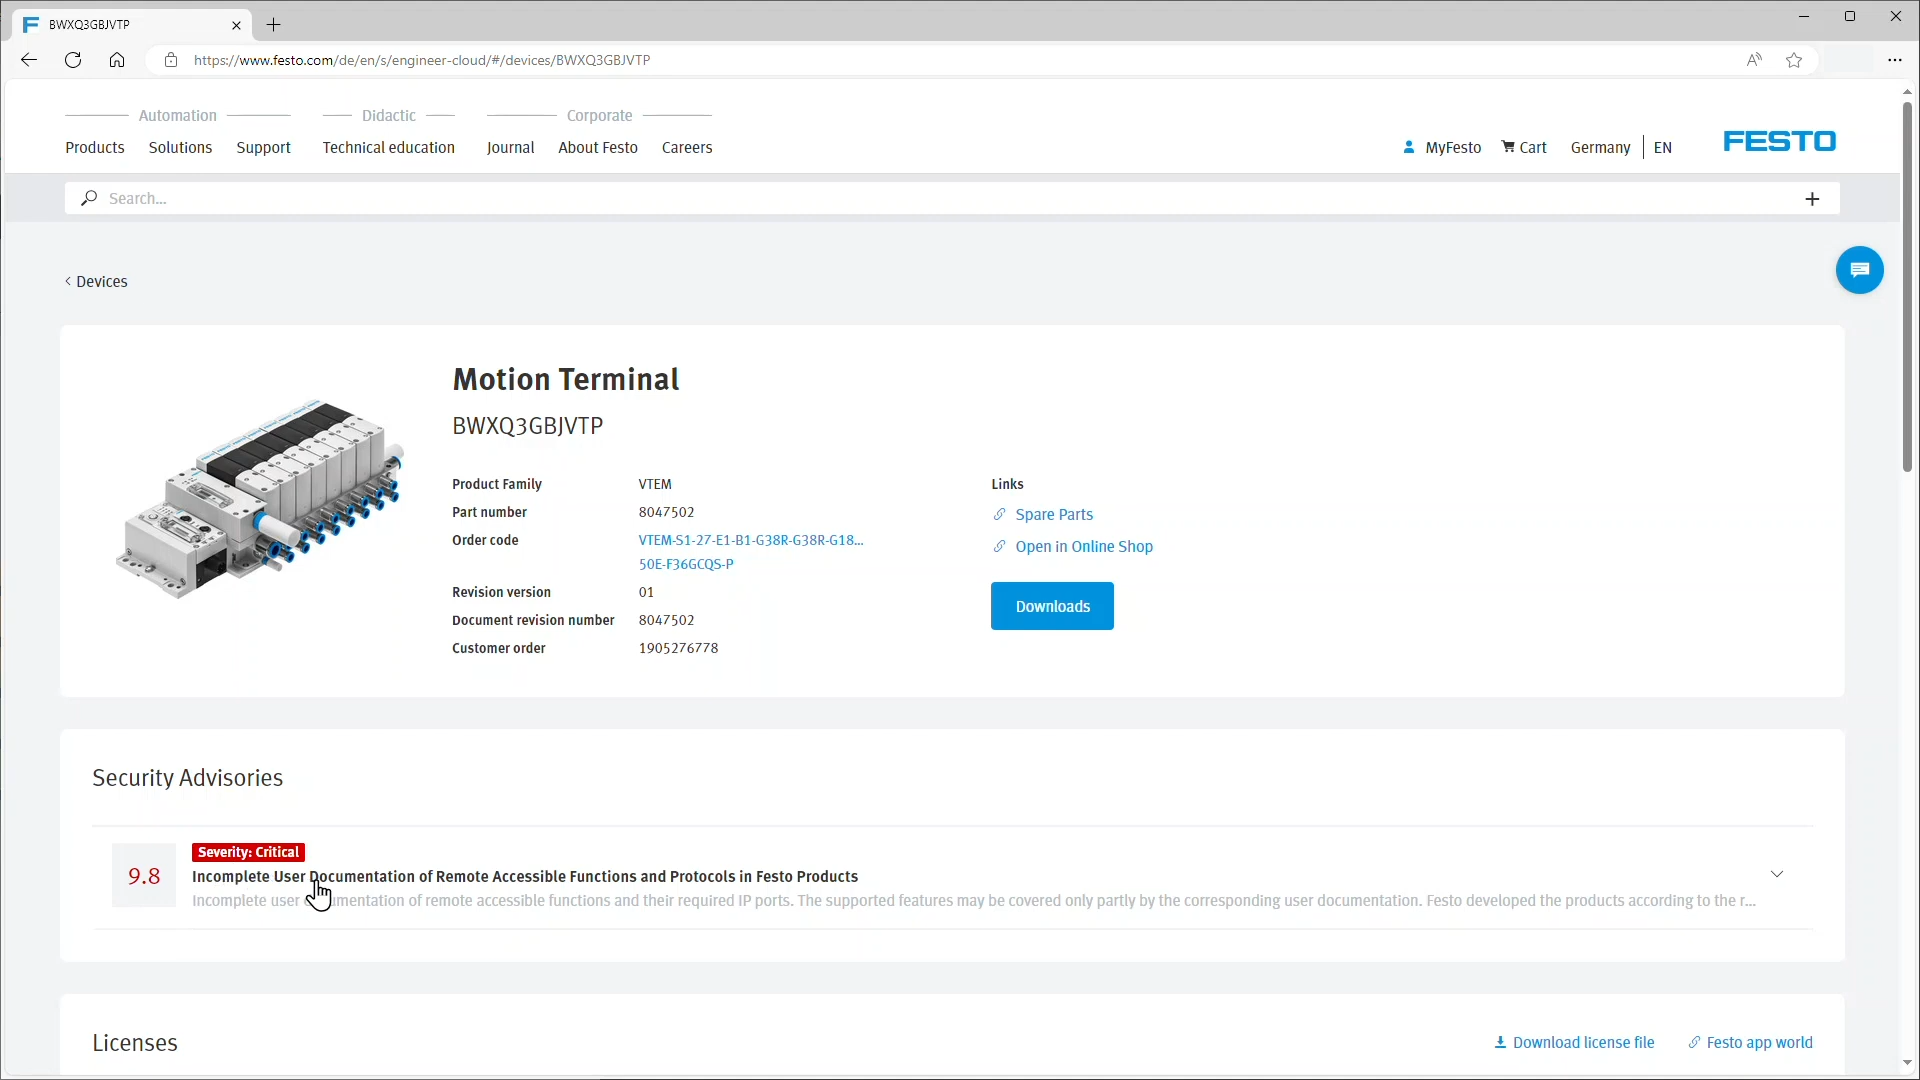 BWXQ3GBJVTP
https://www.festo.com/de/en/s/engineer-cloud/#/devices/BWXQ3GBJVTP
Automation Didactic Corporate
Products Solutions Support Technical education Journal About Festo Careers
MyFesto Cart Germany EN FESTO
Search...
Devices
Motion Terminal
BWXQ3GBJVTP
Product Family VTEM
Part number 8047502
Order code VTEM-S1-27-E1-B1-G38R-G38R-G18...
50E-F36GCQS-P
Revision version 01
Document revision number 8047502
Customer order 1905276778
Links
Spare Parts
Open in Online Shop
Downloads
Security Advisories
Severity: Critical
9.8
Incomplete User Documentation of Remote Accessible Functions and Protocols in Festo Products
Incomplete user documentation of remote accessible functions and their required IP ports. The supported features may be covered only partly by the corresponding user documentation. Festo developed the products according to the r...
Licenses
Download license file Festo app world